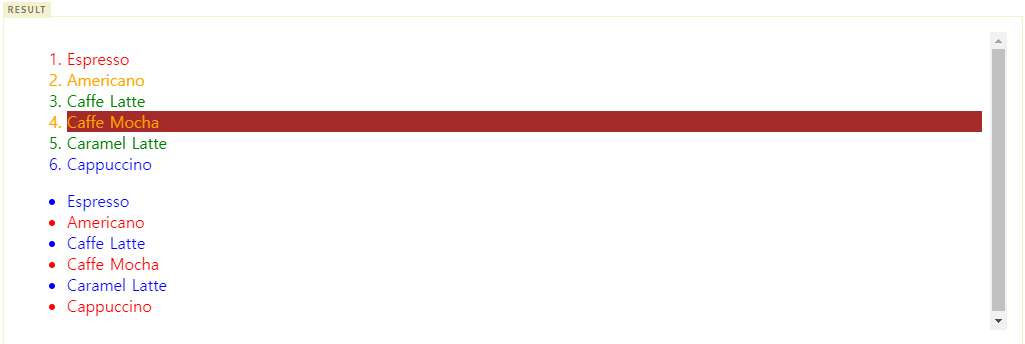 RESULT
1. Espresso
2. Americano
3. Caffe Latte
4. Caffe Mocha
5. Caramel Latte
6. Cappuccino
• Espresso
• Americano
• Caffe Latte
• Caffe Mocha
• Caramel Latte
• Cappuccino